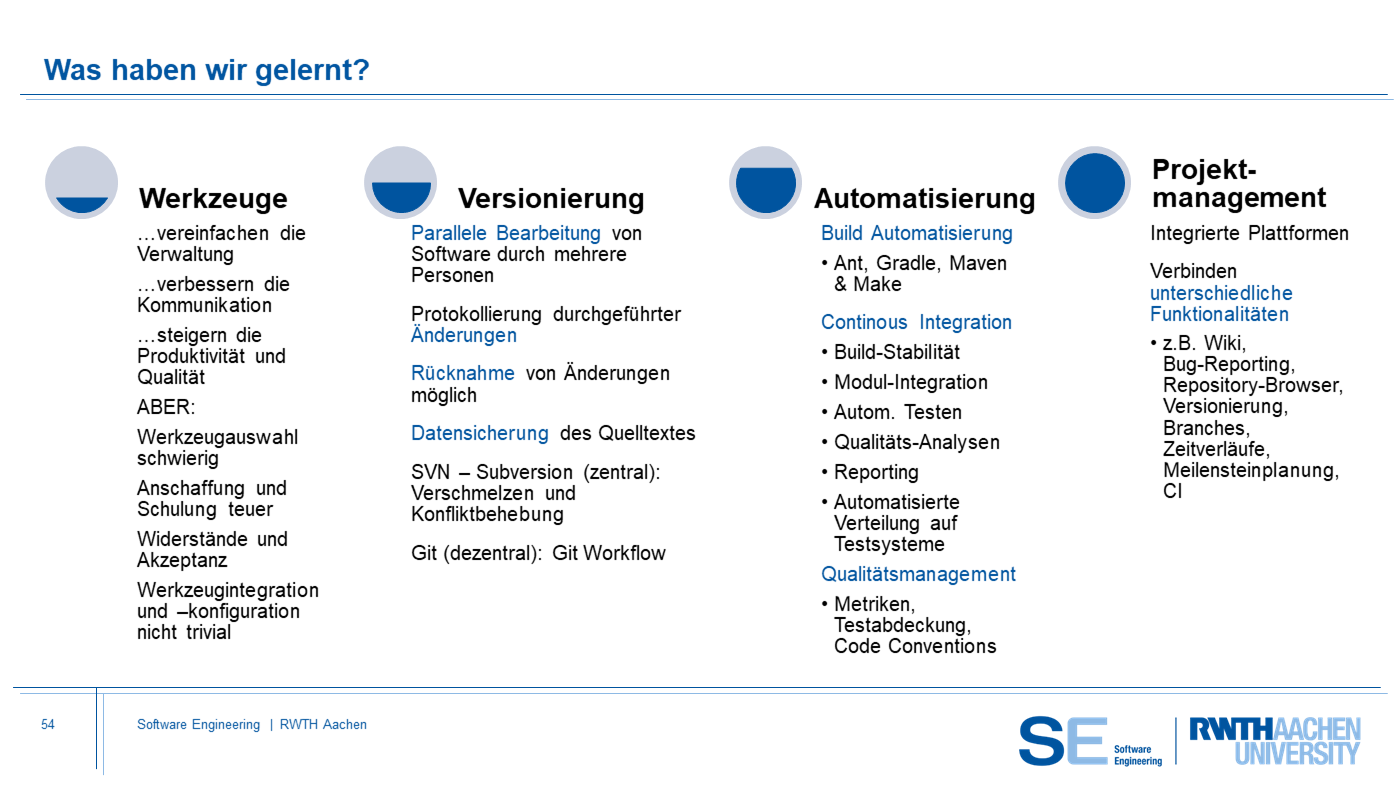 Was haben wir gelernt?
Werkzeuge
…vereinfachen die
Verwaltung
…verbessern die
Kommunikation
…steigern die
Produktivität und
Qualität
ABER:
Werkzeugauswahl
schwierig
Anschaffung und
Schulung teuer
Widerstände und
Akzeptanz
Werkzeugintegration
und –konfiguration
nicht trivial
Versionierung
Parallele Bearbeitung von
Software durch mehrere
Personen
Protokollierung durchgeführter
Änderungen
Rücknahme von Änderungen
möglich
Datensicherung des Quelltextes
SVN – Subversion (zentral):
Verschmelzen und
Konfliktbehebung
Git (dezentral): Git Workflow
Automatisierung
Build Automatisierung
• Ant, Gradle, Maven
& Make
Continous Integration
• Build-Stabilität
• Modul-Integration
• Autom. Testen
• Qualitäts-Analysen
• Reporting
• Automatisierte
Verteilung auf
Testsysteme
Qualitätsmanagement
• Metriken,
Testabdeckung,
Code Conventions
Projekt-
management
Integrierte Plattformen
Verbinden
unterschiedliche
Funktionalitäten
• z.B. Wiki,
Bug-Reporting,
Repository-Browser,
Versionierung,
Branches,
Zeitverläufe,
Meilensteinplanung,
CI
54
Software Engineering | RWTH Aachen
SE Software
Engineering
RWTHAACHEN
UNIVERSITY